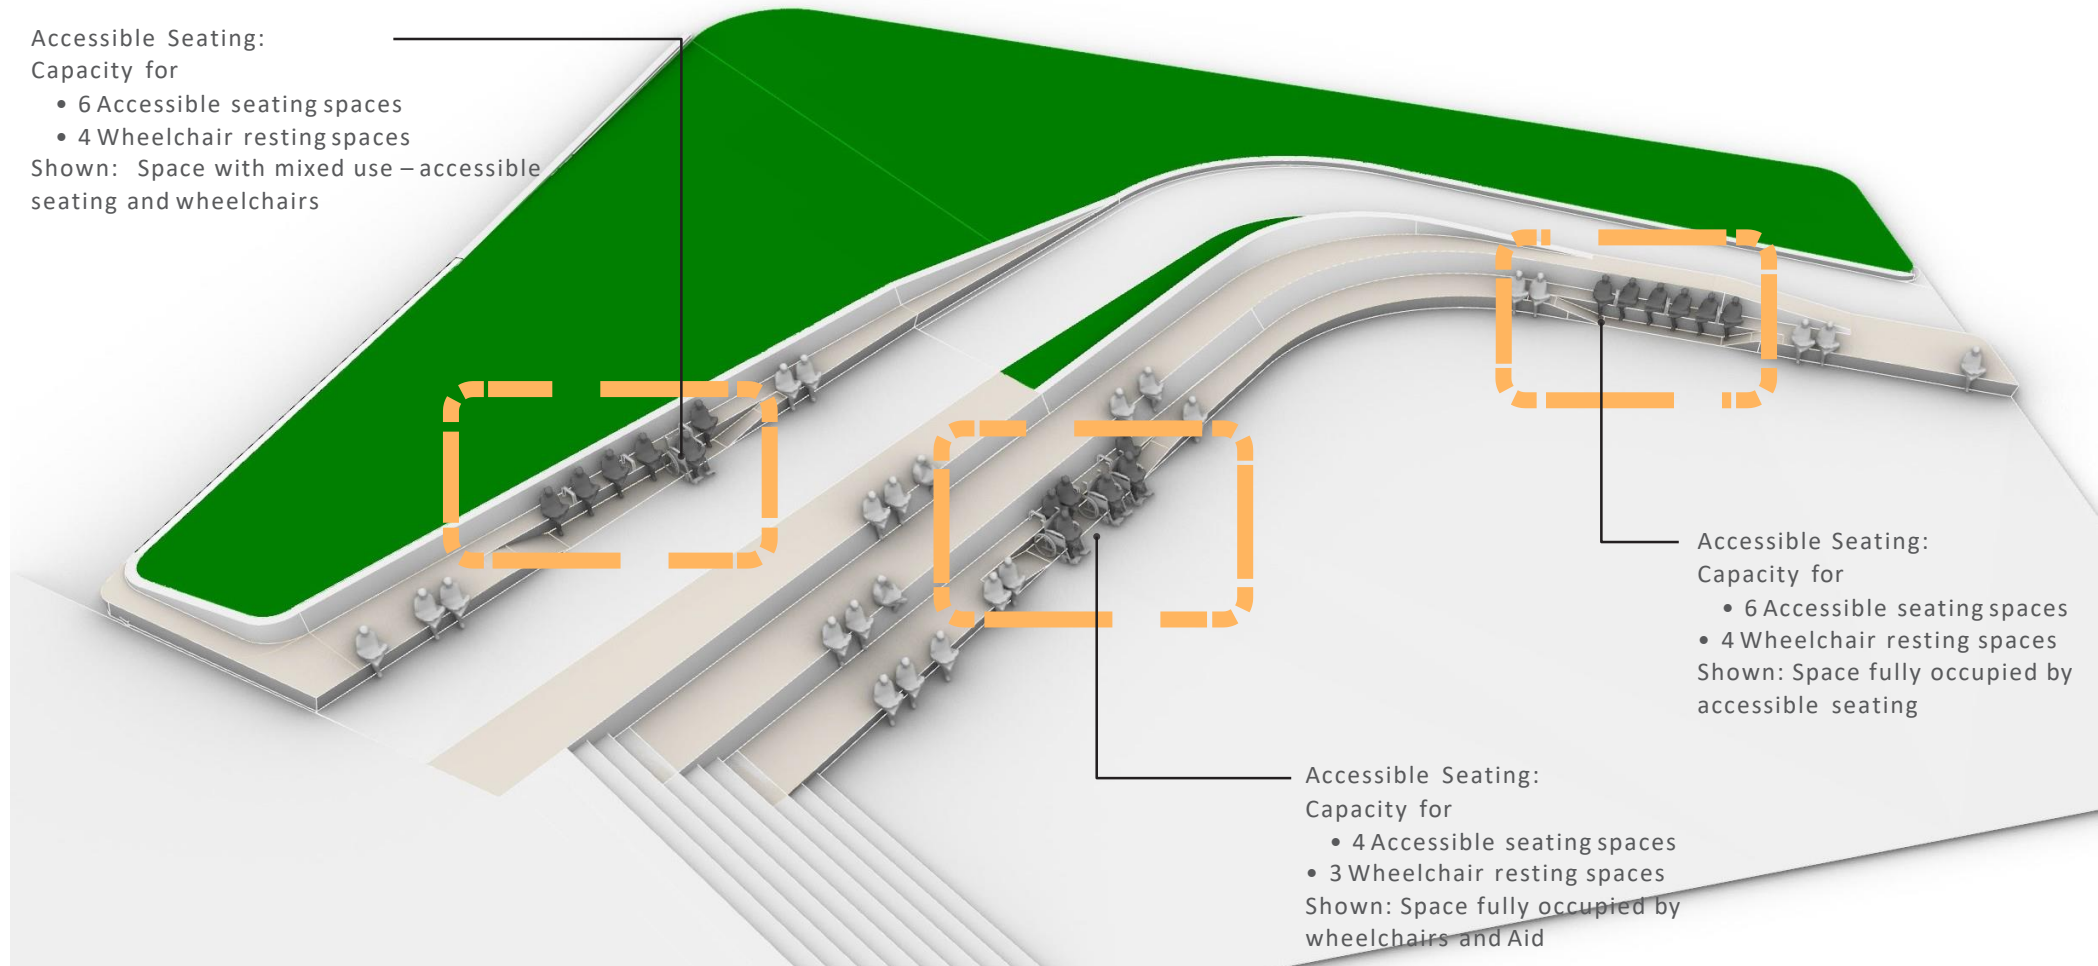 Accessible Seating:
Capacity for
• 6 Accessible seating spaces
• 4 Wheelchair resting spaces
Shown: Space with mixed use – accessible
seating and wheelchairs
Accessible Seating:
Capacity for
• 6 Accessible seating spaces
• 4 Wheelchair resting spaces
Shown: Space fully occupied by
accessible seating
Accessible Seating:
Capacity for
• 4 Accessible seating spaces
• 3 Wheelchair resting spaces
Shown: Space fully occupied by
wheelchairs and Aid